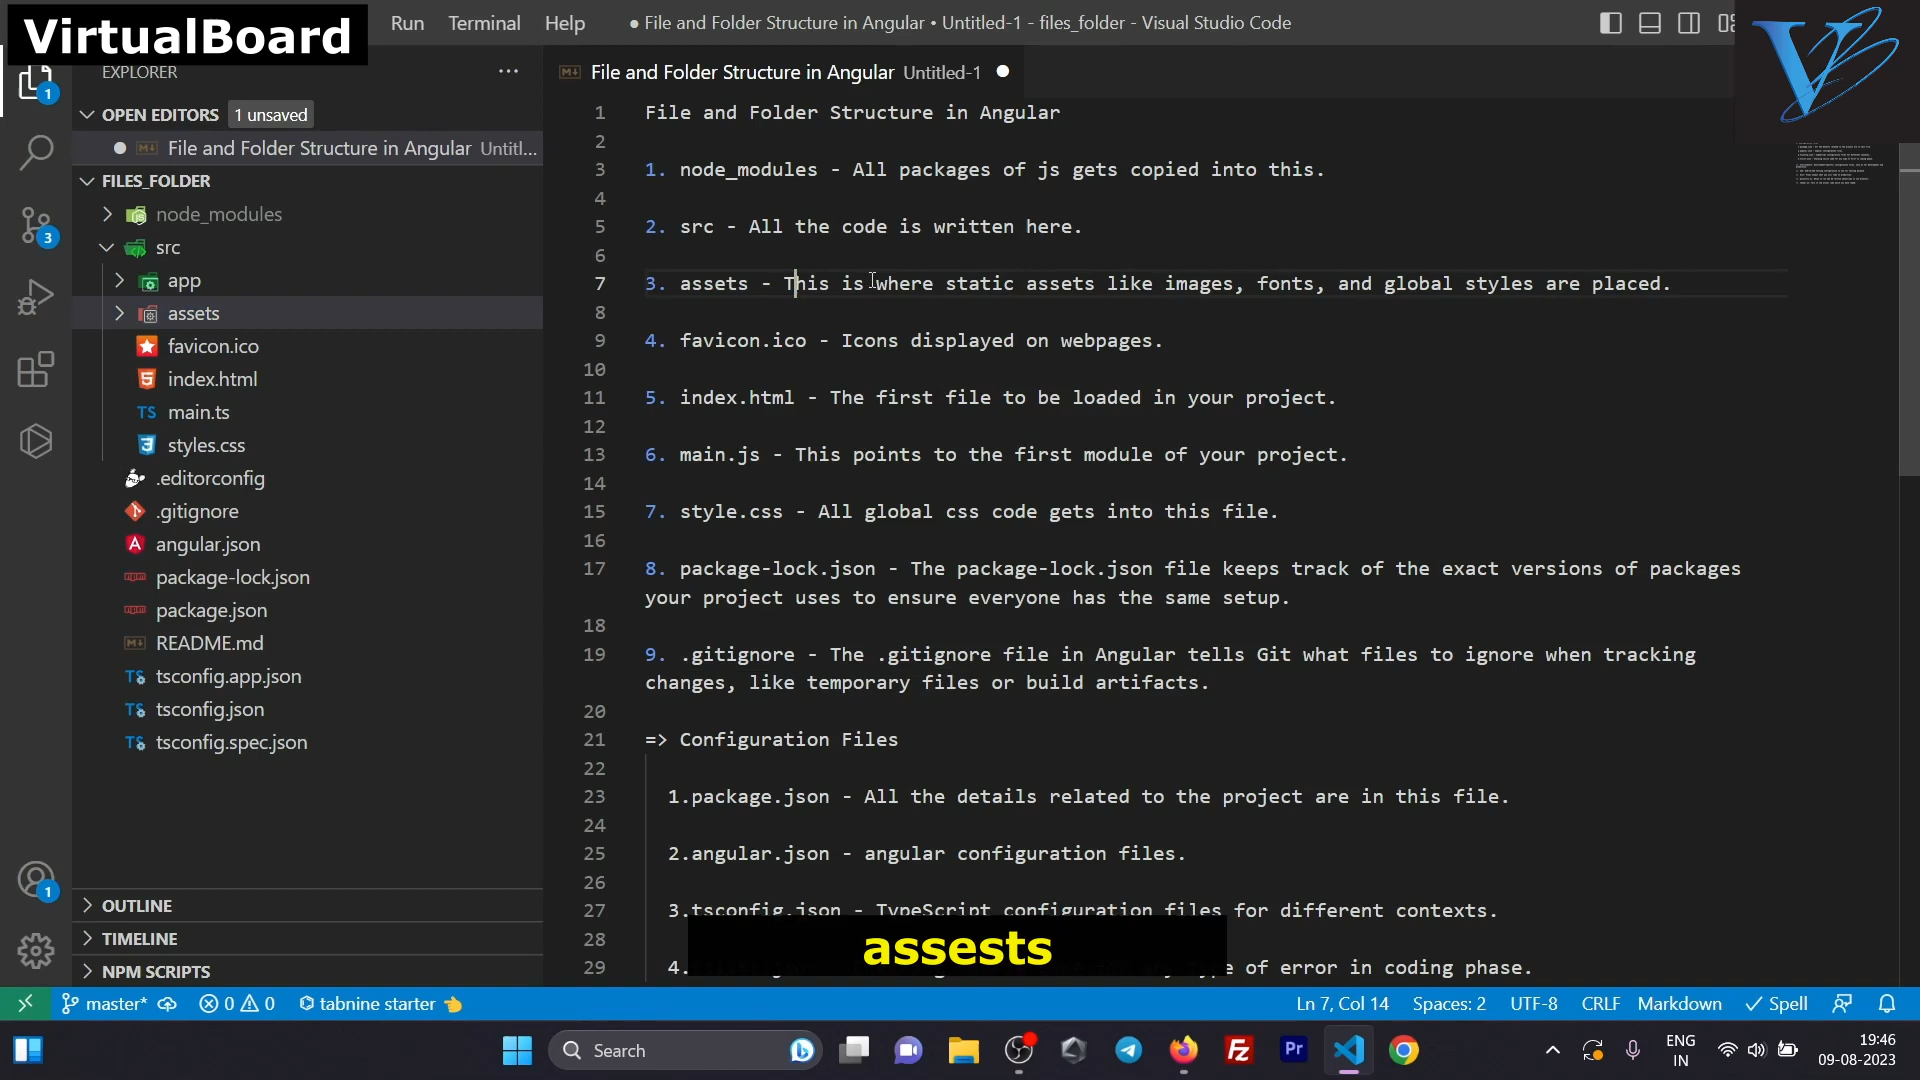 VirtualBoard
Run Terminal Help
● File and Folder Structure in Angular • Untitled-1 - files_folder - Visual Studio Code
EXPLORER
File and Folder Structure in Angular Untitled-1
OPEN EDITORS 1 unsaved
File and Folder Structure in Angular Untitl...
FILES_FOLDER
node_modules
src
app
assets
favicon.ico
index.html
main.ts
styles.css
.editorconfig
.gitignore
angular.json
package-lock.json
package.json
README.md
tsconfig.app.json
tsconfig.json
tsconfig.spec.json
OUTLINE
TIMELINE
NPM SCRIPTS
1 File and Folder Structure in Angular
2
3 1. node_modules - All packages of js gets copied into this.
4
5 2. src - All the code is written here.
6
7 3. assets - This is where static assets like images, fonts, and global styles are placed.
8
9 4. favicon.ico - Icons displayed on webpages.
10
11 5. index.html - The first file to be loaded in your project.
12
13 6. main.js - This points to the first module of your project.
14
15 7. style.css - All global css code gets into this file.
16
17 8. package-lock.json - The package-lock.json file keeps track of the exact versions of packages
your project uses to ensure everyone has the same setup.
18
19 9. .gitignore - The .gitignore file in Angular tells Git what files to ignore when tracking
changes, like temporary files or build artifacts.
20
21 => Configuration Files
22
23 1.package.json - All the details related to the project are in this file.
24
25 2.angular.json - angular configuration files.
26
27 3.tsconfig.json - TypeScript configuration files for different contexts.
28
29 4. of error in coding phase.
assests
master* 0 0 tabnine starter
Ln 7, Col 14 Spaces: 2 UTF-8 CRLF Markdown Spell
Search
ENG
IN
19:46
09-08-2023